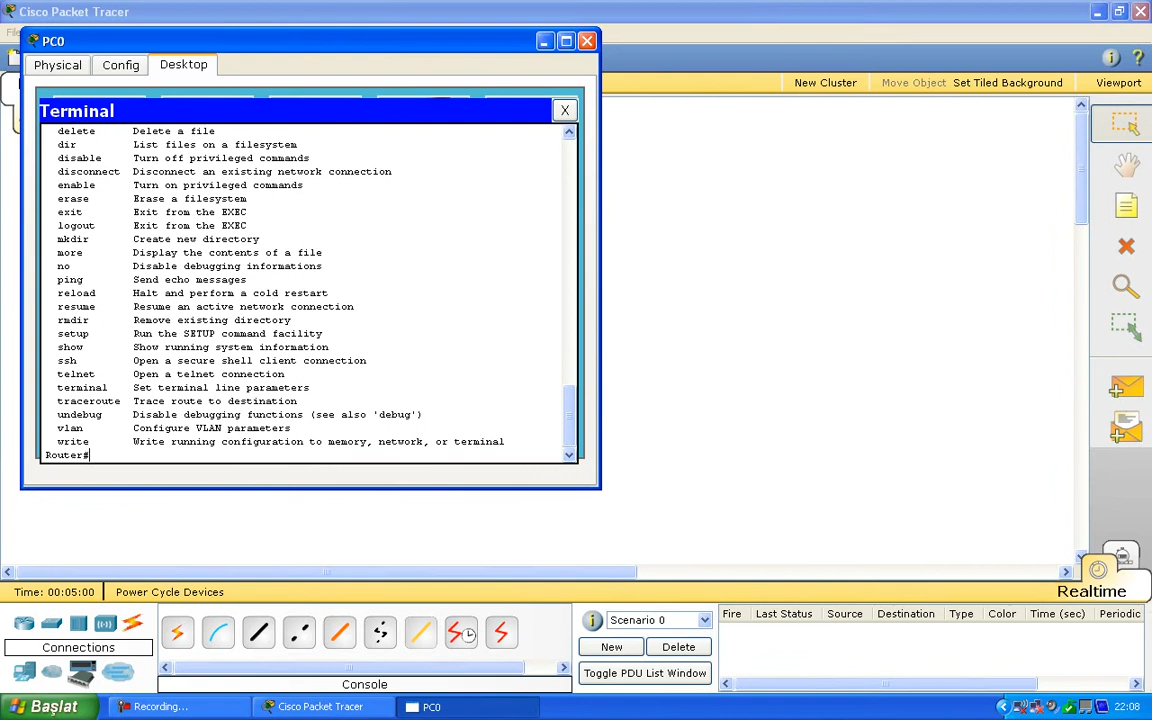 Cisco Packet Tracer
PC0
Physical Config Desktop
New Cluster Move Object Set Tiled Background Viewport
Terminal X
delete Delete a file
dir List files on a filesystem
disable Turn off privileged commands
disconnect Disconnect an existing network connection
enable Turn on privileged commands
erase Erase a filesystem
exit Exit from the EXEC
logout Exit from the EXEC
mkdir Create new directory
more Display the contents of a file
no Disable debugging informations
ping Send echo messages
reload Halt and perform a cold restart
resume Resume an active network connection
rmdir Remove existing directory
setup Run the SETUP command facility
show Show running system information
ssh Open a secure shell client connection
telnet Open a telnet connection
terminal Set terminal line parameters
traceroute Trace route to destination
undebug Disable debugging functions (see also 'debug')
vlan Configure VLAN parameters
write Write running configuration to memory, network, or terminal
Router#
Time: 00:05:00 Power Cycle Devices
Realtime
Connections
Console
Scenario 0
New Delete
Toggle PDU List Window
Fire Last Status Source Destination Type Color Time (sec) Periodic
Başlat Recording... Cisco Packet Tracer PC0 22:08